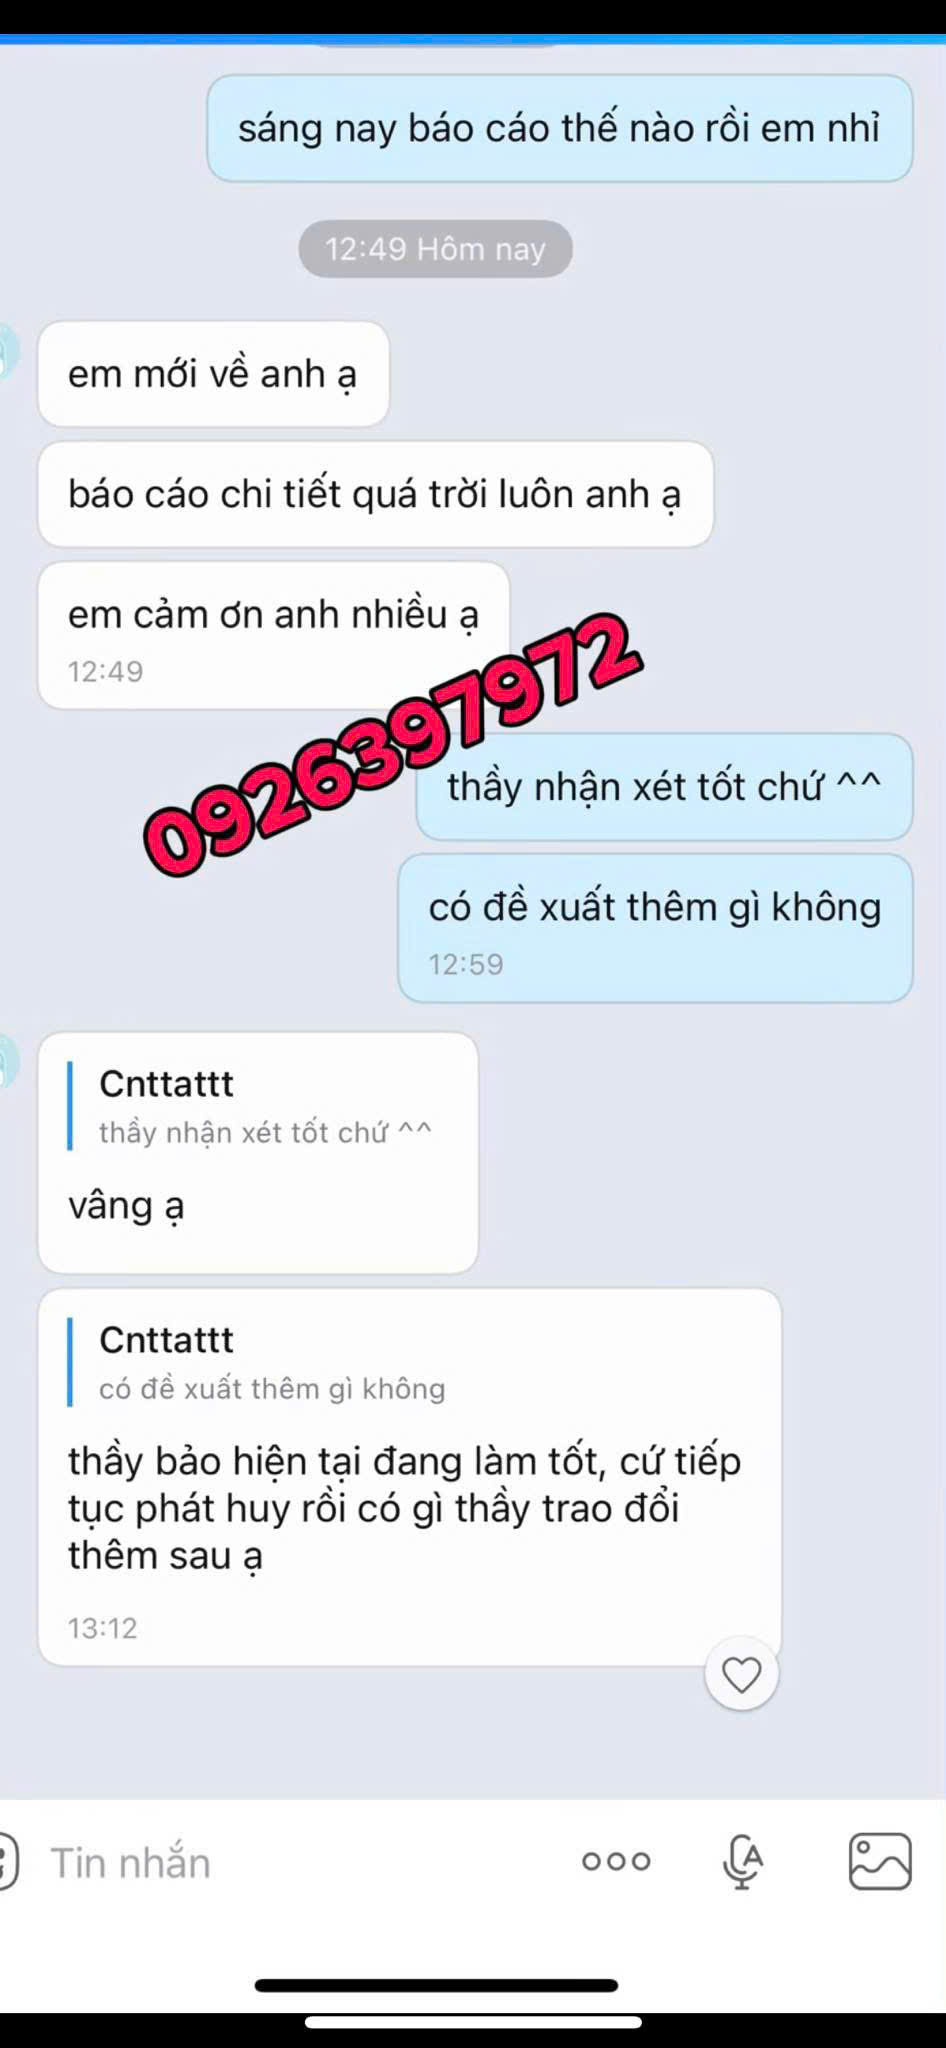 sáng nay báo cáo thế nào rồi em nhỉ
12:49 Hôm nay
em mới về anh ạ
báo cáo chi tiết quá trời luôn anh ạ
em cảm ơn anh nhiều ạ
12:49
0926397972
thầy nhận xét tốt chứ ^^
có đề xuất thêm gì không
12:59
Cnttattt
thầy nhận xét tốt chứ ^^
vâng ạ
Cnttattt
có đề xuất thêm gì không
thầy bảo hiện tại đang làm tốt, cứ tiếp
tục phát huy rồi có gì thầy trao đổi
thêm sau ạ
13:12
Tin nhắn